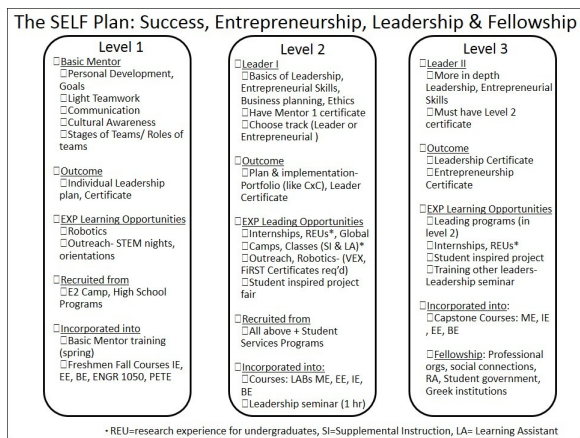 The SELF Plan: Success, Entrepreneurship, Leadership & Fellowship
Level 1
□Basic Mentor
□Personal Development,
Goals
□Light Teamwork
□Communication
□Cultural Awareness
□Stages of Teams/ Roles of
teams
□Outcome
□Individual Leadership
plan, Certificate
□EXP Learning Opportunities
□Robotics
□Outreach- STEM nights,
orientations
□Recruited from
□E2 Camp, High School
Programs
□Incorporated into
□Basic Mentor training
(spring)
□Freshmen Fall Courses IE,
EE, BE, ENGR 1050, PETE
Level 2
□Leader I
□Basics of Leadership,
Entrepreneurial Skills,
Business planning, Ethics
□Have Mentor 1 certificate
□Choose track (Leader or
Entrepreneurial )
□Outcome
□Plan & implementation-
Portfolio (like CxC), Leader
Certificate
□EXP Leading Opportunities
□Internships, REUs*, Global
□Camps, Classes (SI & LA)*
□Outreach, Robotics- (VEX,
FiRST Certificates req'd)
□Student inspired project
fair
□Recruited from
□All above + Student
Services Programs
□Incorporated into:
□Courses: LABs ME, EE, IE,
BE
□Leadership seminar (1 hr)
Level 3
□Leader II
□More in depth
Leadership, Entrepreneurial
Skills
□Must have Level 2
certificate
□Outcome
□Leadership Certificate
□Entrepreneurship
Certificate
□EXP Learning Opportunities
□Leading programs (in
level 2)
□Internships, REUs*
□Student inspired project
□Training other leaders-
Leadership seminar
□Incorporated into:
□Capstone Courses: ME, IE
, EE, BE
□Fellowship: Professional
orgs, social connections,
RA, Student government,
Greek institutions
• REU=research experience for undergraduates, SI=Supplemental Instruction, LA= Learning Assistant